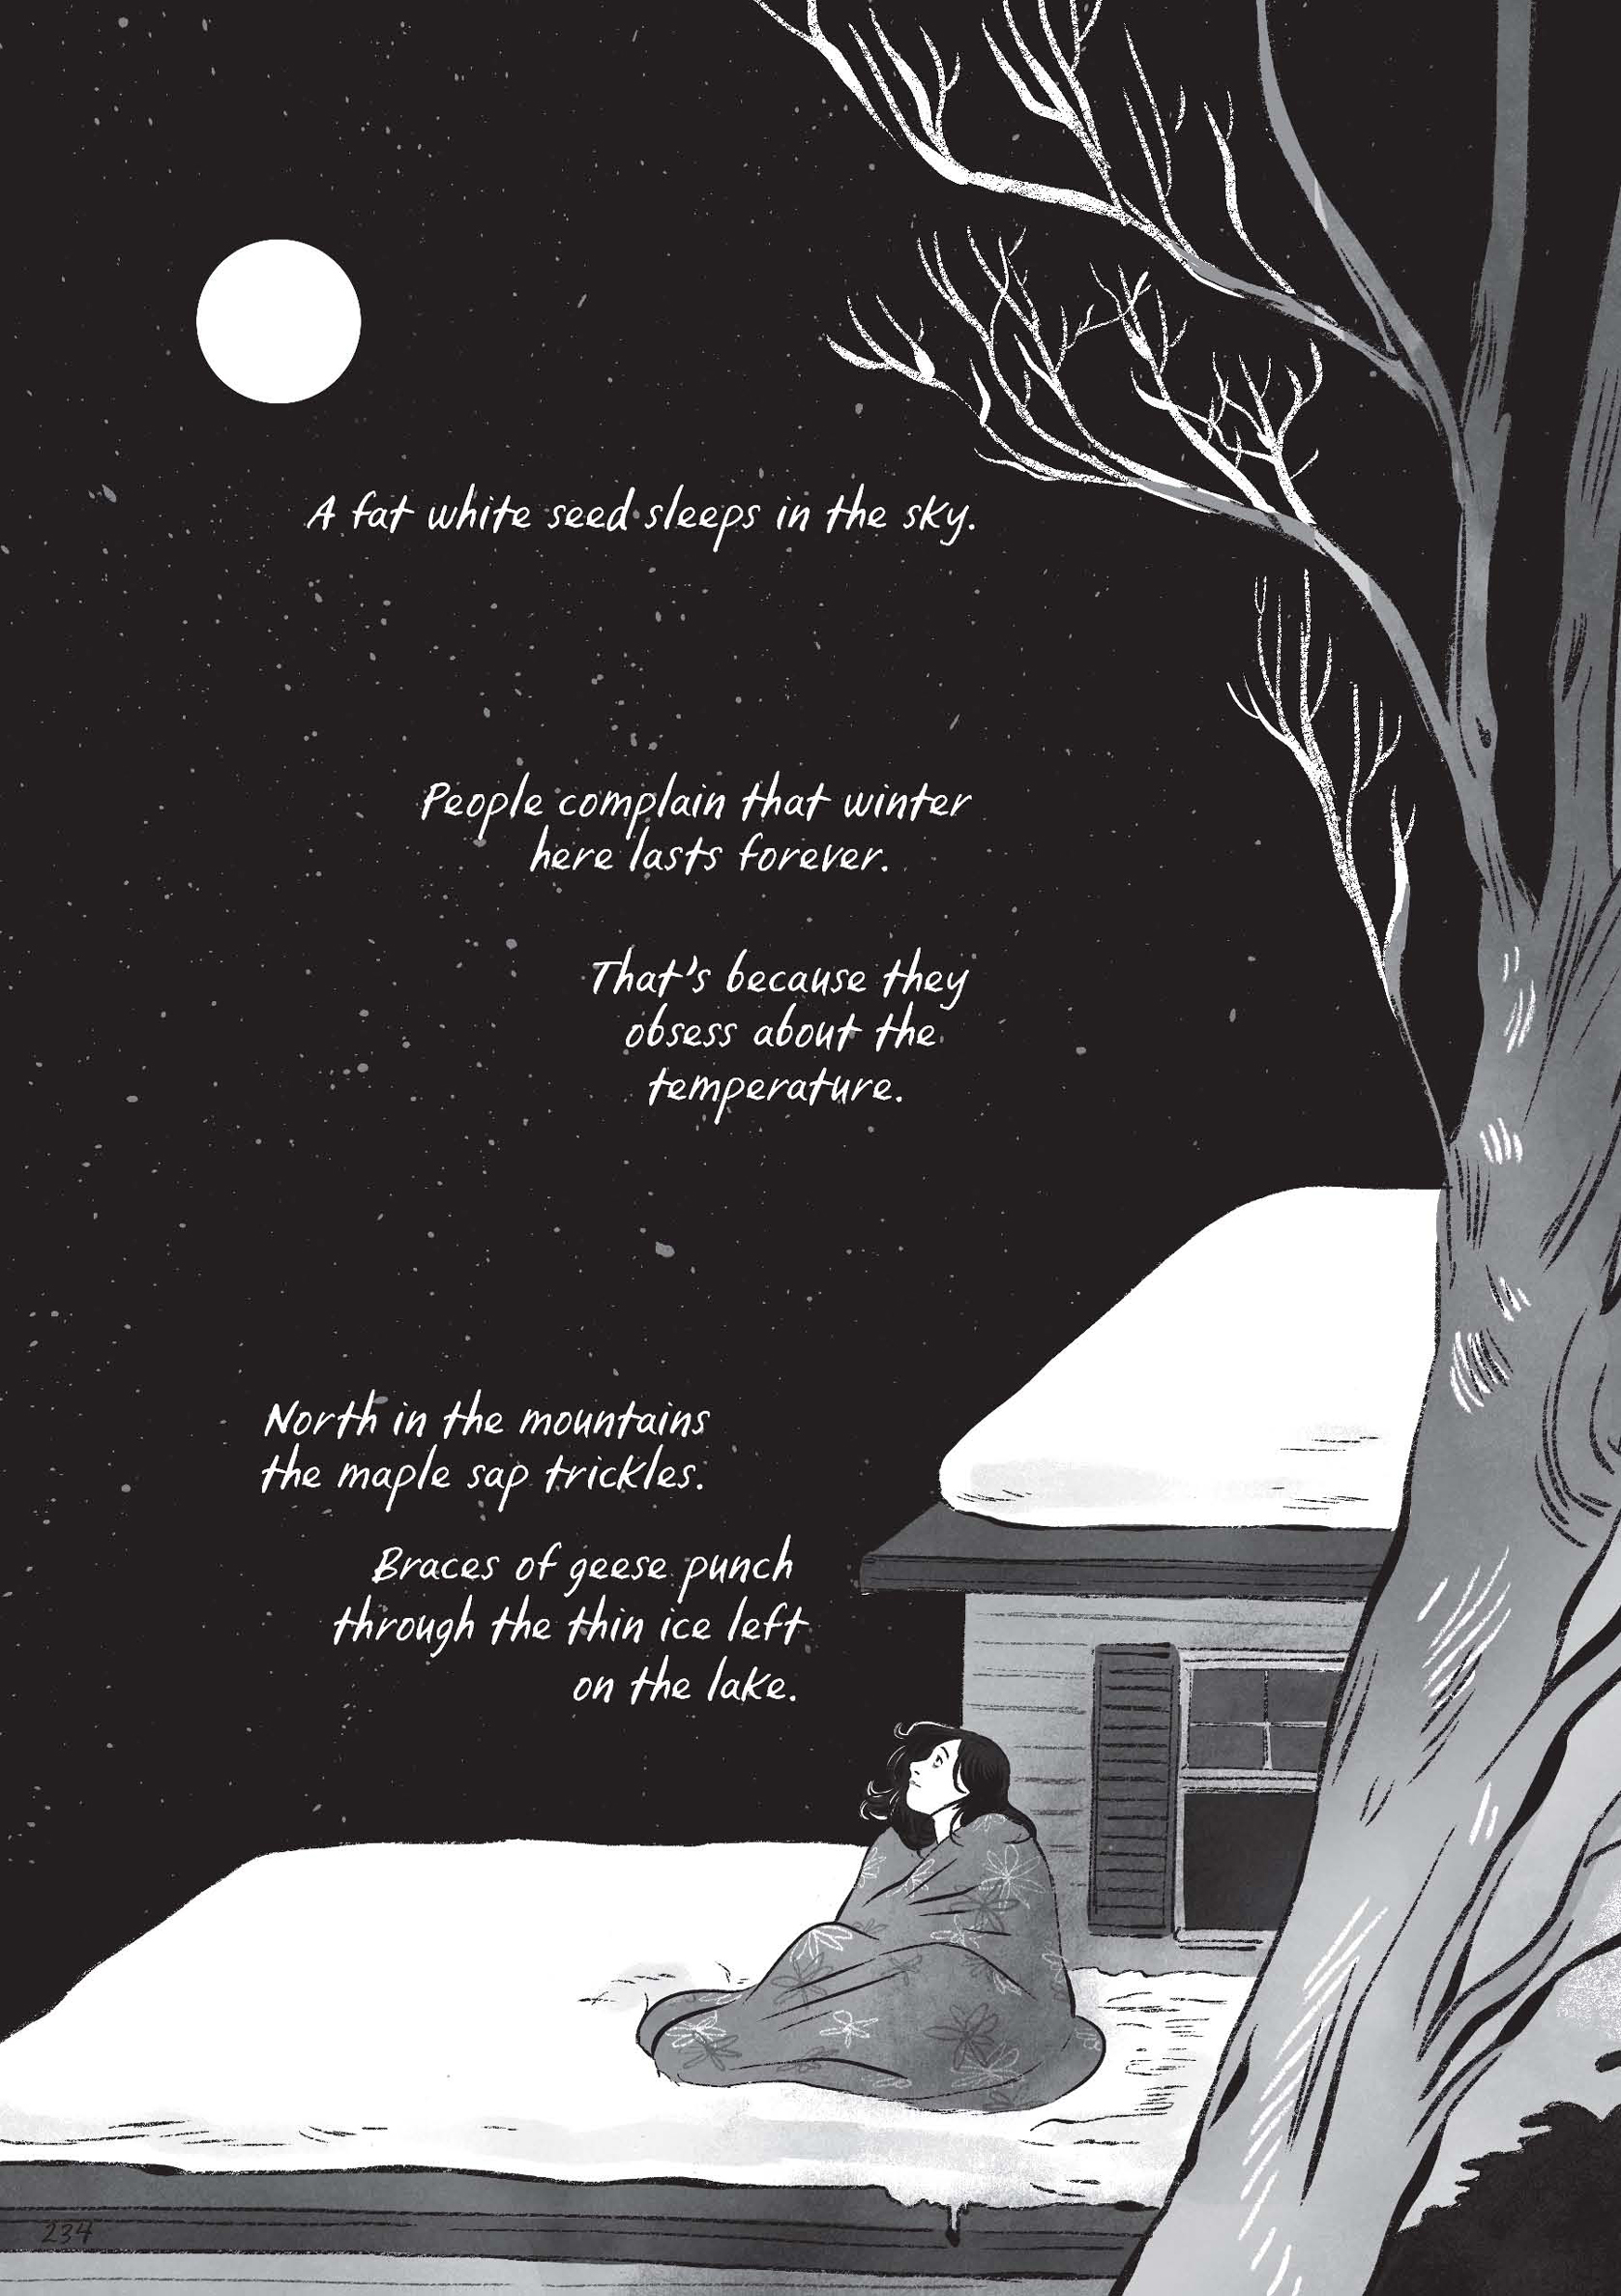 A fat white seed sleeps in the sky.
People complain that winter
here lasts forever.
That's because they
obsess about the
temperature.
North in the mountains
the maple sap trickles.
Braces of geese punch
through the thin ice left
on the lake.
234